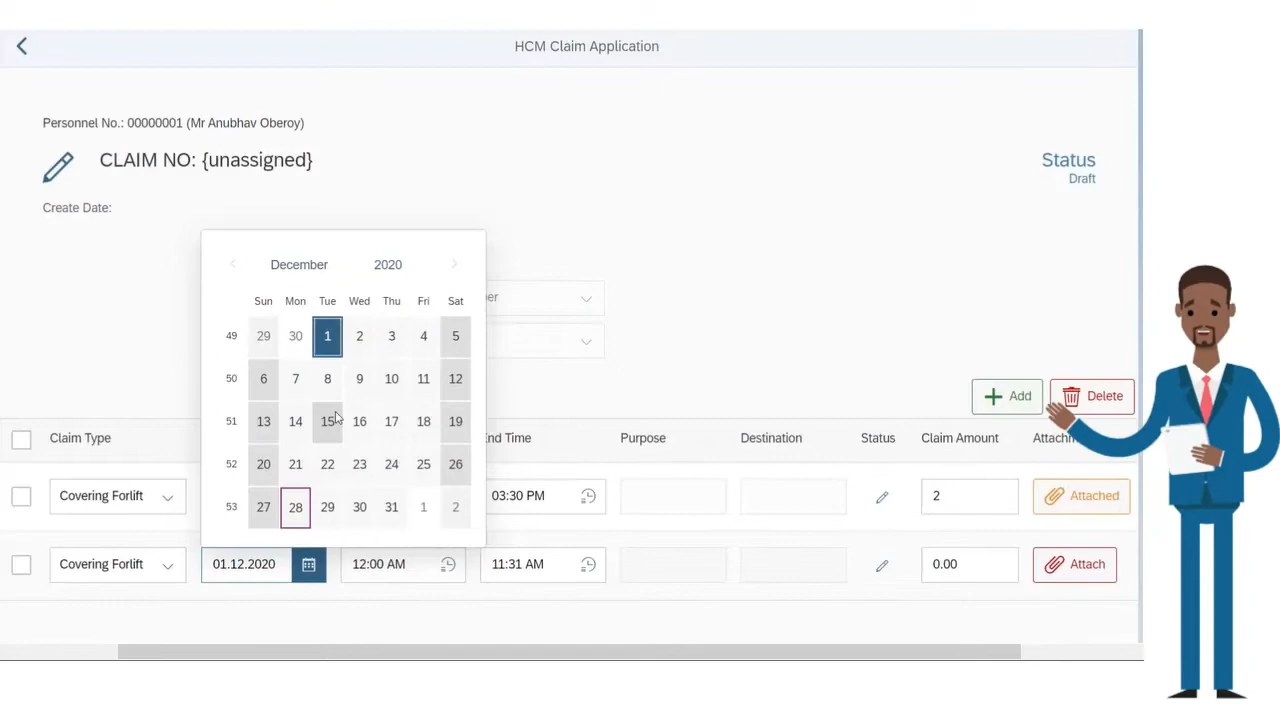 HCM Claim Application
Personnel No.: 00000001 (Mr Anubhav Oberoy)
CLAIM NO: {unassigned}
Status
Draft
Create Date:
December 2020
Sun Mon Tue Wed Thu Fri Sat
49 29 30 1 2 3 4 5
50 6 7 8 9 10 11 12
51 13 14 15 16 17 18 19
52 20 21 22 23 24 25 26
53 27 28 29 30 31 1 2
Add Delete
Claim Type End Time Purpose Destination Status Claim Amount
Covering Forlift 03:30 PM 2 Attached
Covering Forlift 01.12.2020 12:00 AM 11:31 AM 0.00 Attach